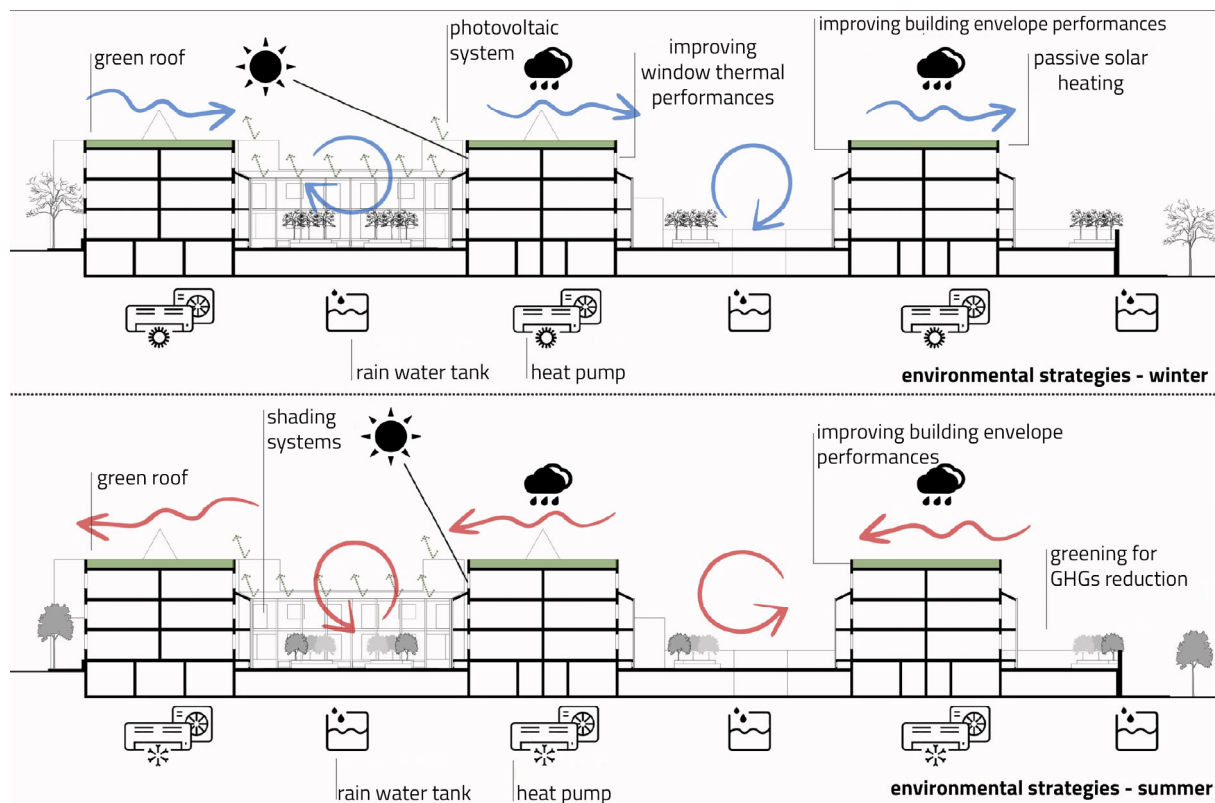 green roof
photovoltaic
system
improving
window thermal
performances
improving building envelope performances
passive solar
heating
rain water tank
heat pump
environmental strategies - winter
shading
systems
green roof
improving building envelope
performances
greening for
GHGs reduction
rain water tank
heat pump
environmental strategies - summer